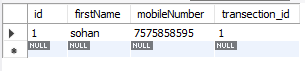 id firstName mobileNumber transection_id
1 sohan 7575858595 1
NULL NULL NULL NULL